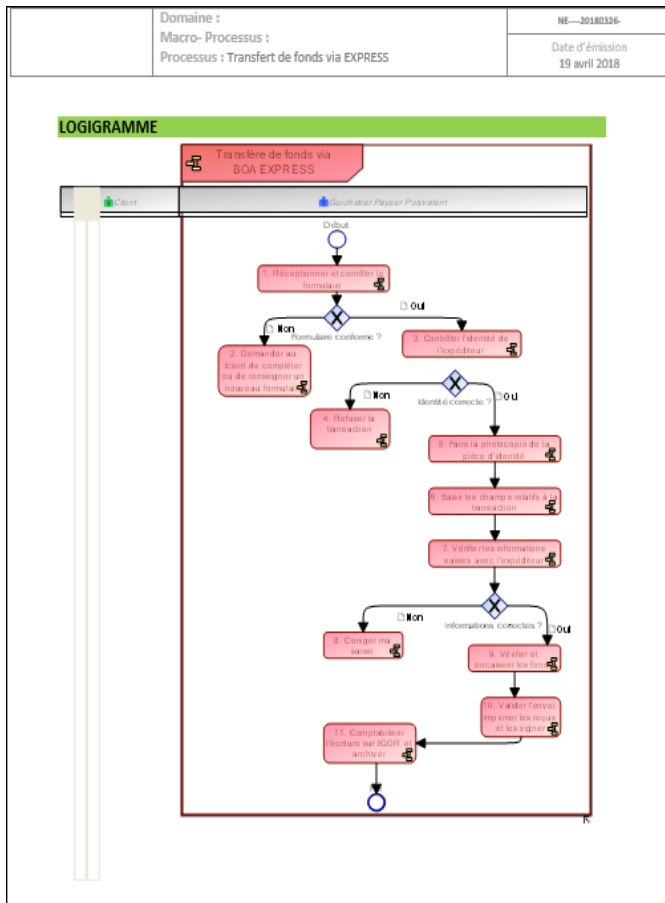 Domaine :
Macro- Processus :
Processus : Transfert de fonds via EXPRESS
NE----20180326-
Date d'émission
19 avril 2018
LOGIGRAMME
Transfère de fonds via
BOA EXPRESS
Client
Guichetier Payeur Polyvalent
Début
1. Réceptionner et contôler le
formulaire
Oui
Non
Formulaire conforme ?
3. Contrôler l'identité de
l'expéditeur
2. Demander au
lcient de compléter
ou de renseigner un
nouveau formulai
Non
Oui
Identité correcte ?
4. Refuser la
transaction
5. Faire la photocopie de la
pièce d'identité
6. Saisir les champs relatifs à la
transaction
7. Vérifier les informations
saisies avec l'expéditeur
Non
Informations correctes ?
Oui
8. Corriger ma
saisie
9. Vérifier et
encaisser les fond
10. Valider l'envoi,
imprimer les reçus
et les signer
11. Comptabiliser
l'écriture sur IGOR et
archiver